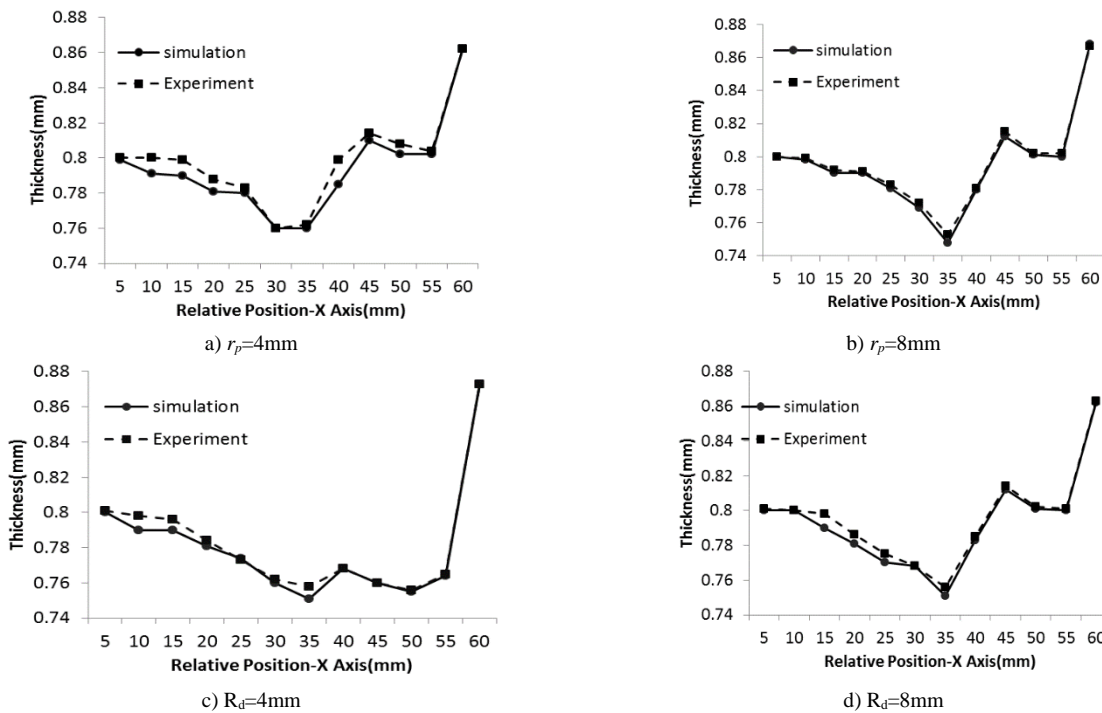 0.88
0.86
0.84
0.82
0.8
0.78
0.76
0.74
Thickness(mm)
simulation
Experiment
5 10 15 20 25 30 35 40 45 50 55 60
Relative Position-X Axis(mm)
a) rp=4mm
0.88
0.86
0.84
0.82
0.8
0.78
0.76
0.74
Thickness(mm)
simulation
Experiment
5 10 15 20 25 30 35 40 45 50 55 60
Relative Position-X Axis(mm)
b) rp=8mm
0.88
0.86
0.84
0.82
0.8
0.78
0.76
0.74
Thickness(mm)
simulation
Experiment
5 10 15 20 25 30 35 40 45 50 55 60
Relative Position-X Axis(mm)
c) Rd=4mm
0.88
0.86
0.84
0.82
0.8
0.78
0.76
0.74
Thickness(mm)
simulation
Experiment
5 10 15 20 25 30 35 40 45 50 55 60
Relative Position-X Axis(mm)
d) Rd=8mm